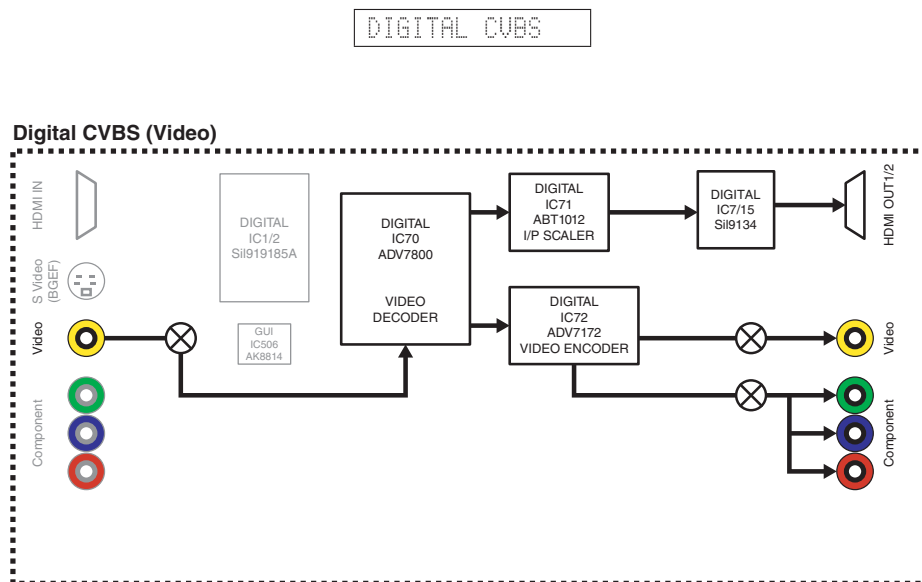 DIGITAL CVBS
Digital CVBS (Video)
HDMI IN
DIGITAL
IC1/2
SiI919185A
DIGITAL
IC70
ADV7800
VIDEO
DECODER
DIGITAL
IC71
ABT1012
I/P SCALER
DIGITAL
IC7/15
SiI9134
HDMI OUT1/2
S Video
(BGEF)
Video
GUI
IC506
AK8814
DIGITAL
IC72
ADV7172
VIDEO ENCODER
Video
Component
Component